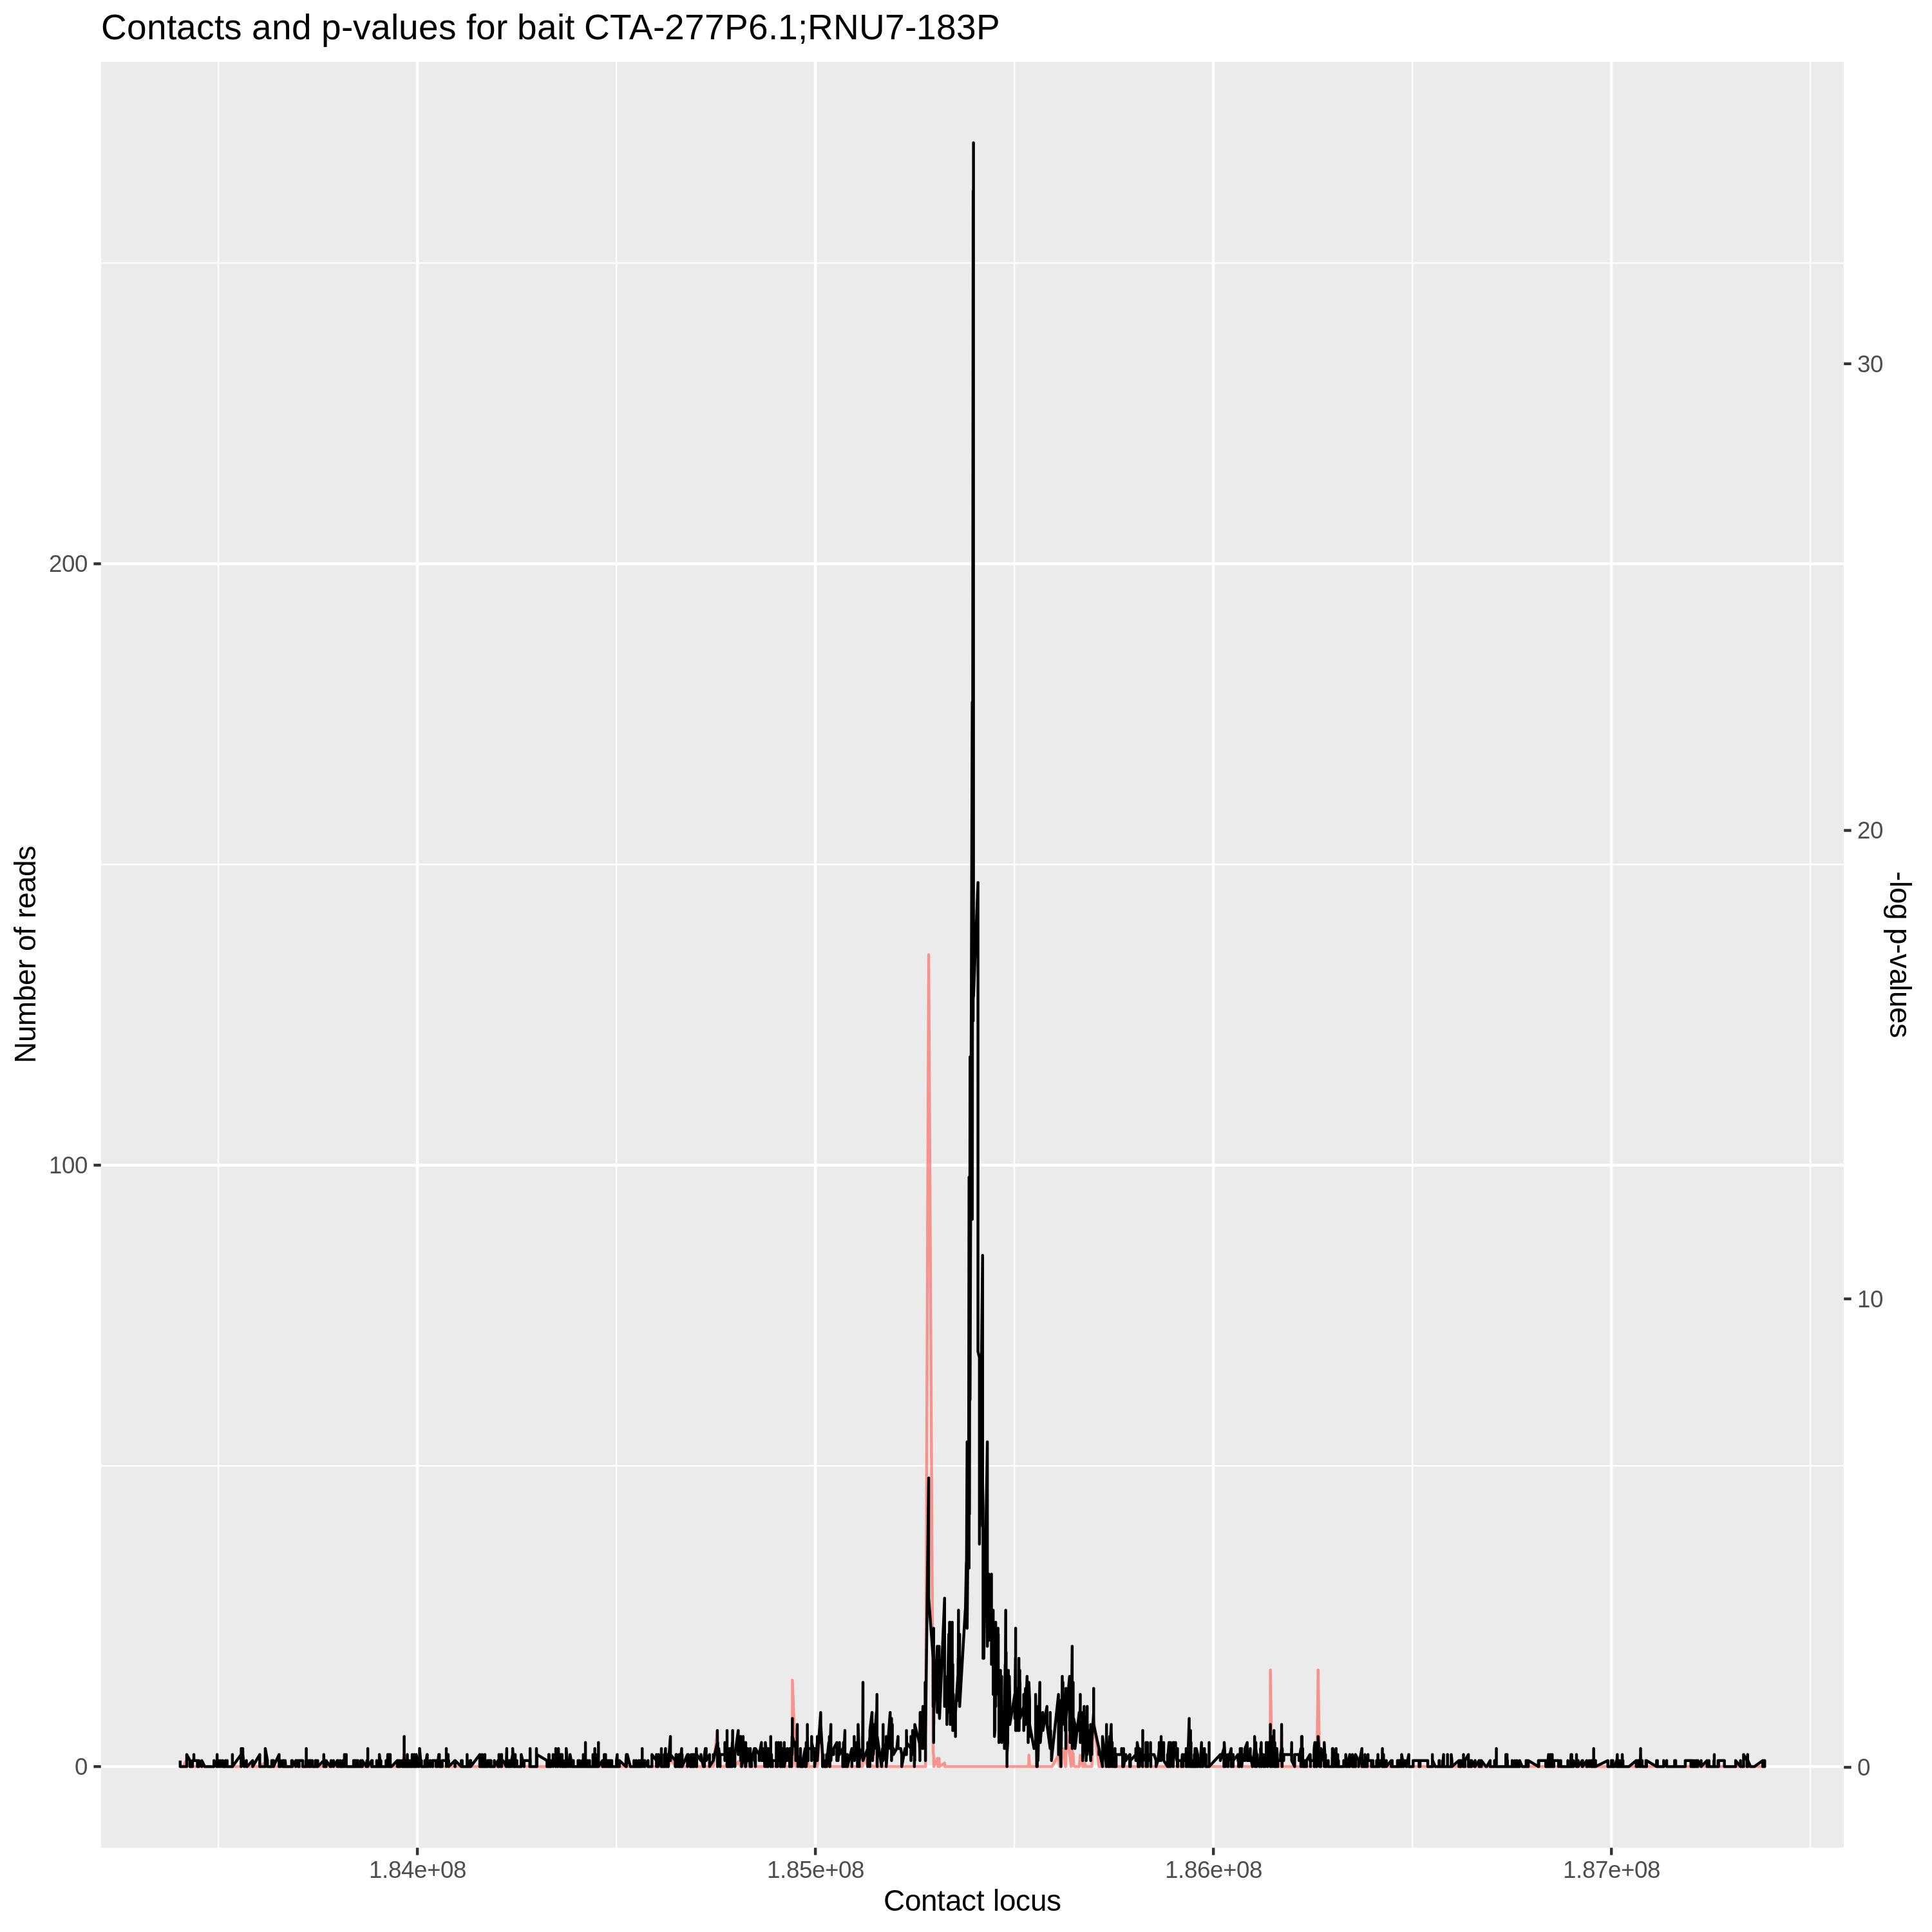 Contacts and p-values for bait CTA-277P6.1;RNU7-183P
Number of reads
200
100
0
30
20
10
0
-log p-values
1.84e+08
1.85e+08
1.86e+08
1.87e+08
Contact locus